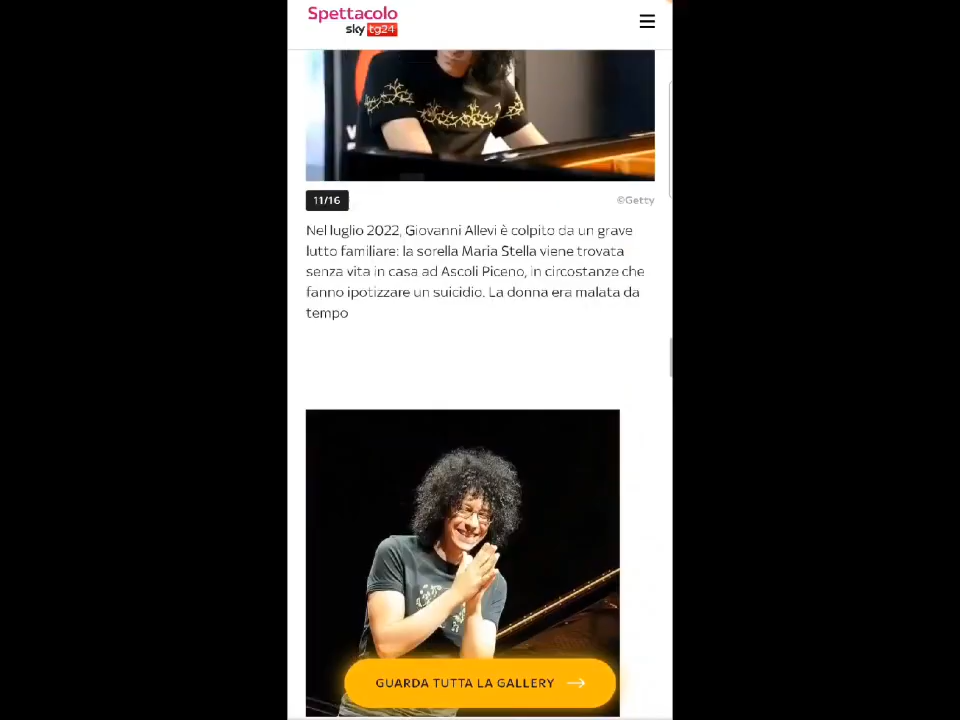 Spettacolo
sky tg24
11/16
©Getty
Nel luglio 2022, Giovanni Allevi è colpito da un grave
lutto familiare: la sorella Maria Stella viene trovata
senza vita in casa ad Ascoli Piceno, in circostanze che
fanno ipotizzare un suicidio. La donna era malata da
tempo
GUARDA TUTTA LA GALLERY